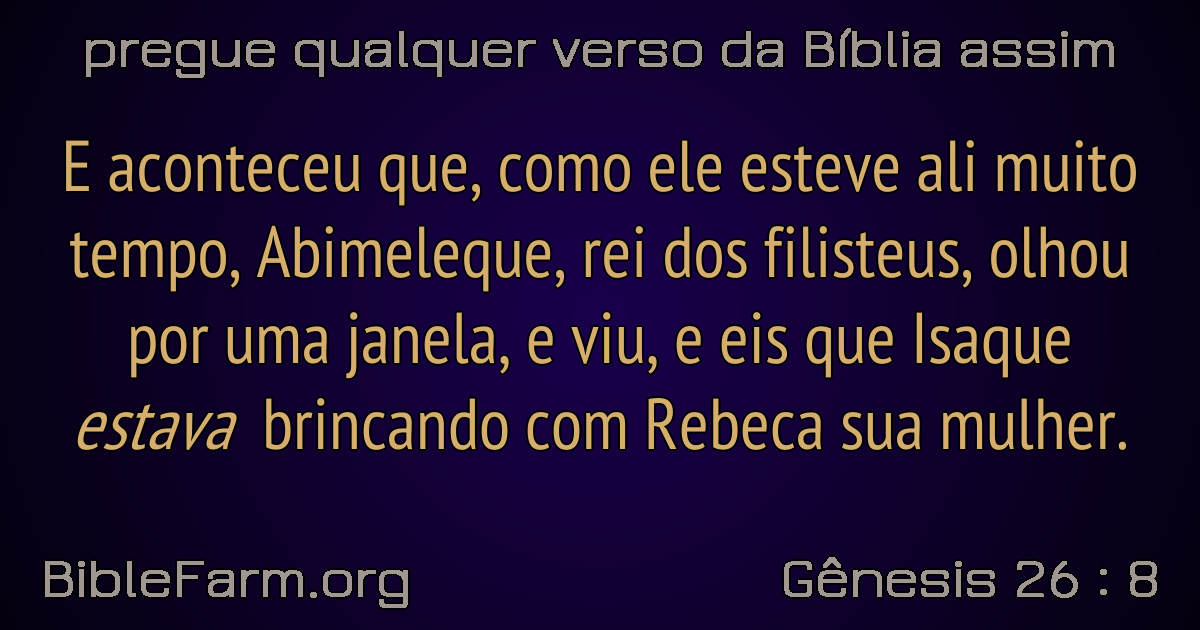 pregue qualquer verso da Bíblia assim
E aconteceu que, como ele esteve ali muito
tempo, Abimeleque, rei dos filisteus, olhou
por uma janela, e viu, e eis que Isaque
estava brincando com Rebeca sua mulher.
BibleFarm.org
Gênesis 26 : 8